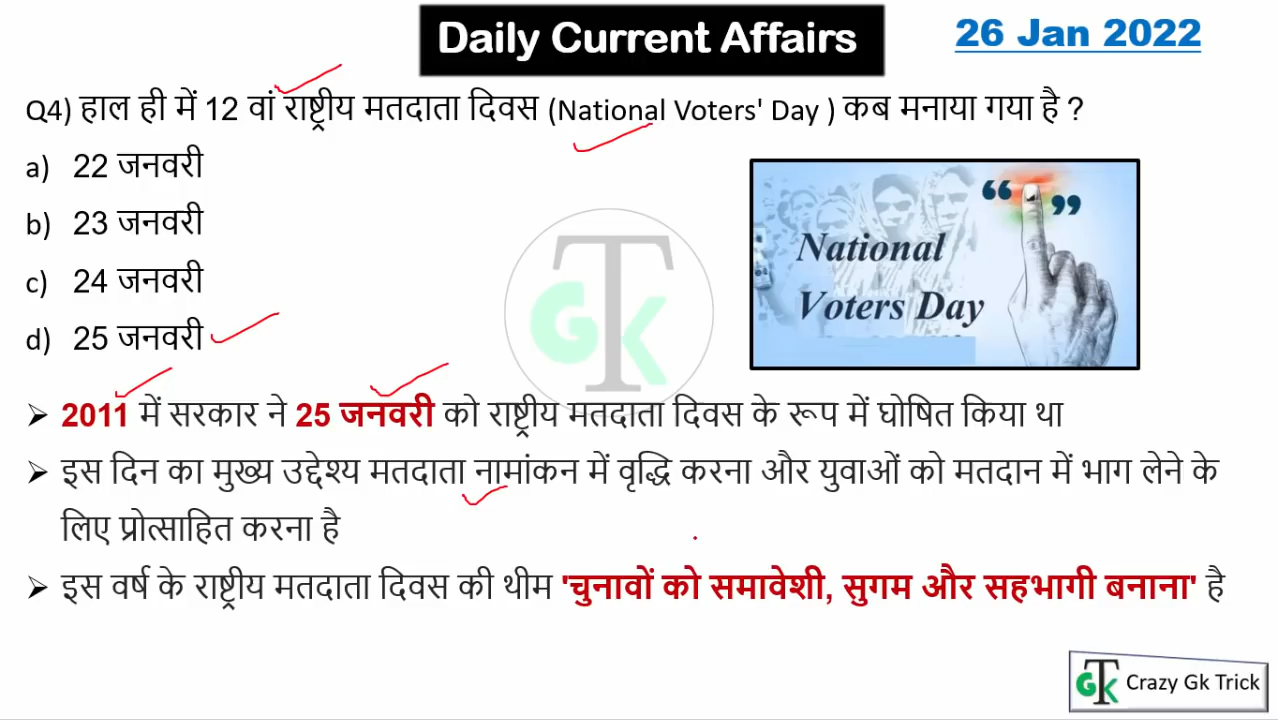 Daily Current Affairs
26 Jan 2022
Q4) हाल ही में 12 वां राष्ट्रीय मतदाता दिवस (National Voters' Day ) कब मनाया गया है ?
a) 22 जनवरी
b) 23 जनवरी
c) 24 जनवरी
d) 25 जनवरी
“ ”
National
Voters Day
TGK
➢ 2011 में सरकार ने 25 जनवरी को राष्ट्रीय मतदाता दिवस के रूप में घोषित किया था
➢ इस दिन का मुख्य उद्देश्य मतदाता नामांकन में वृद्धि करना और युवाओं को मतदान में भाग लेने के
लिए प्रोत्साहित करना है
➢ इस वर्ष के राष्ट्रीय मतदाता दिवस की थीम 'चुनावों को समावेशी, सुगम और सहभागी बनाना' है
GTK Crazy Gk Trick